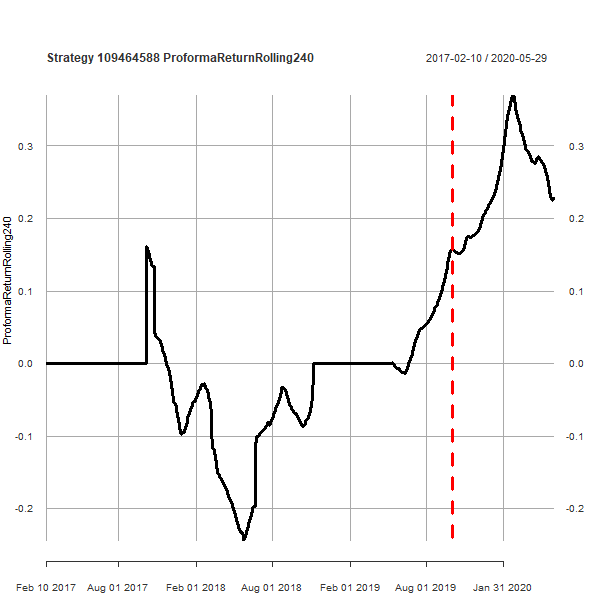 Strategy 109464588 ProformaReturnRolling240
2017-02-10 / 2020-05-29
ProformaReturnRolling240
0.3
0.3
0.2
0.2
0.1
0.1
0.0
0.0
-0.1
-0.1
-0.2
-0.2
Feb 10 2017
Aug 01 2017
Feb 01 2018
Aug 01 2018
Feb 01 2019
Aug 01 2019
Jan 31 2020